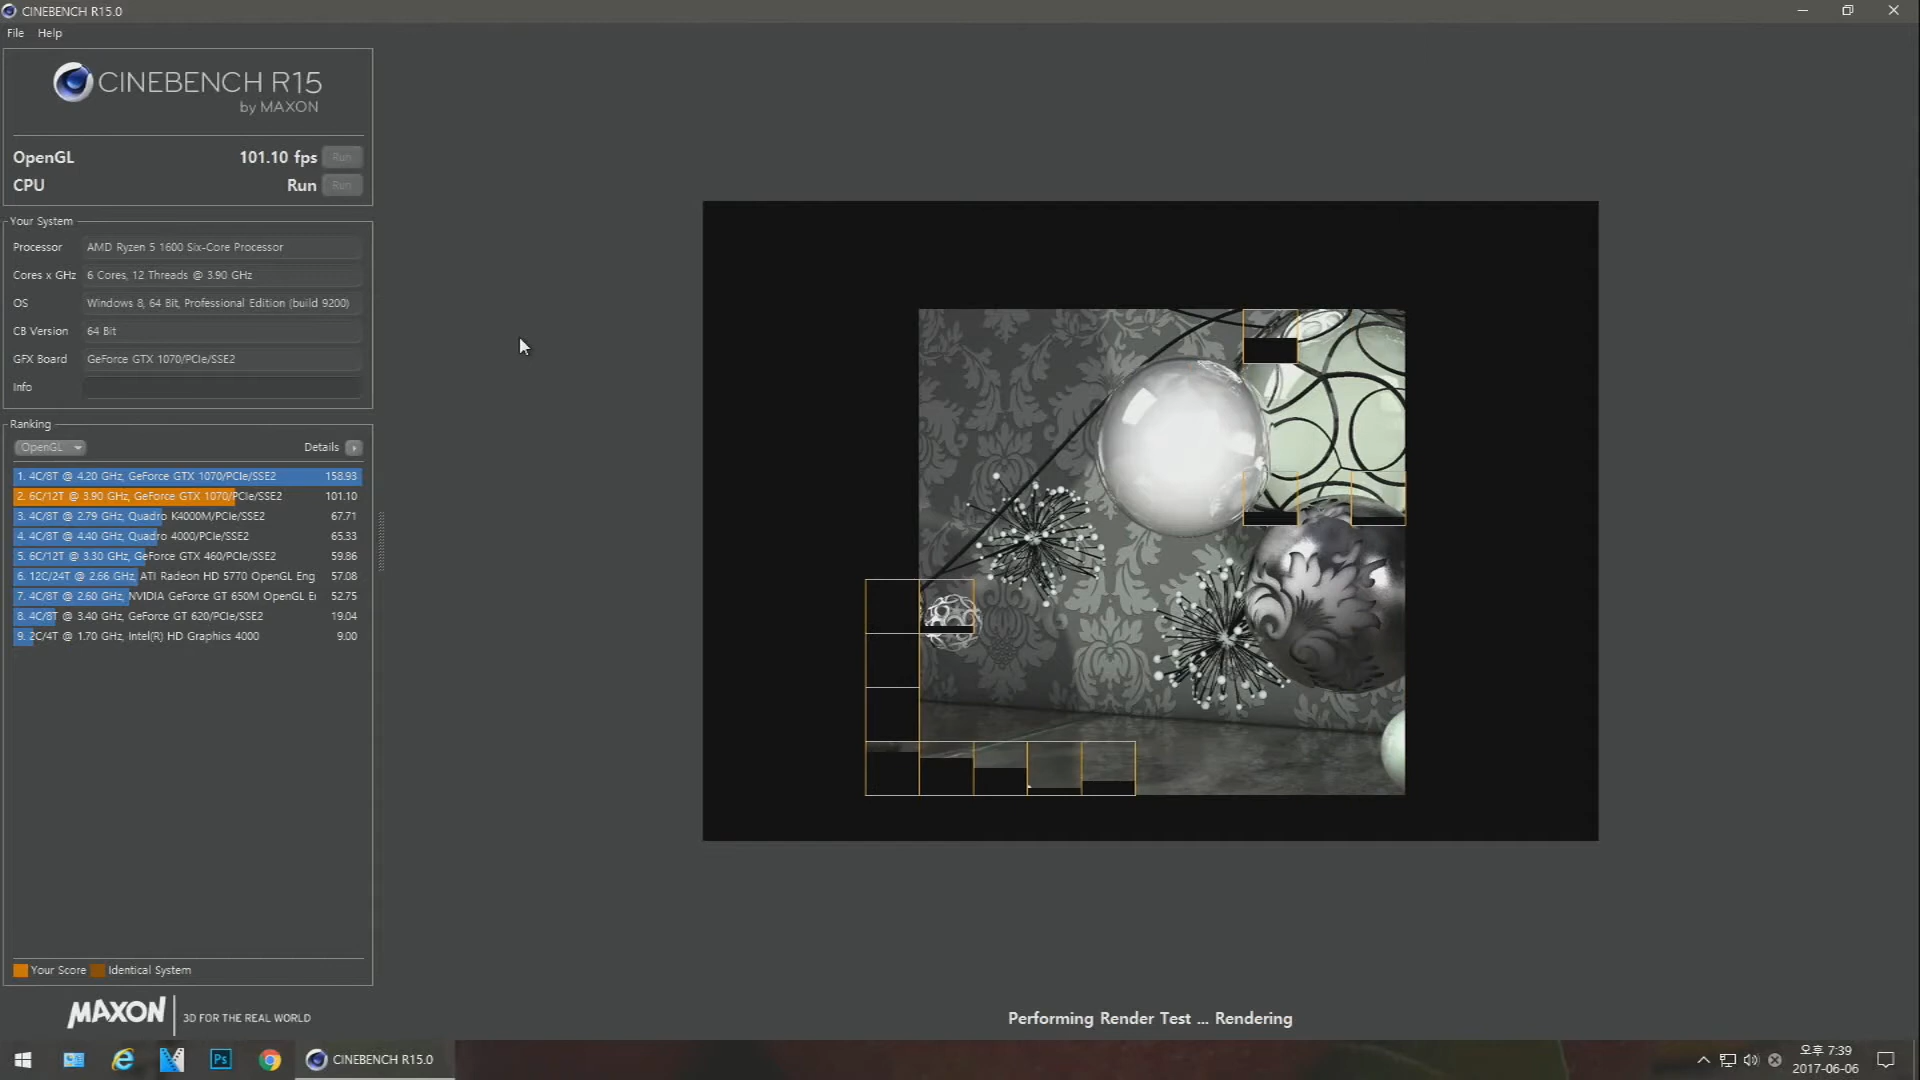 CINEBENCH R15.0
File Help
CINEBENCH R15
by MAXON
OpenGL 101.10 fps Run
CPU Run Run
Your System
Processor AMD Ryzen 5 1600 Six-Core Processor
Cores x GHz 6 Cores, 12 Threads @ 3.90 GHz
OS Windows 8, 64 Bit, Professional Edition (build 9200)
CB Version 64 Bit
GFX Board GeForce GTX 1070/PCIe/SSE2
Info
Ranking
OpenGL Details
1. 4C/8T @ 4.20 GHz, GeForce GTX 1070/PCIe/SSE2 158.93
2. 6C/12T @ 3.90 GHz, GeForce GTX 1070/PCIe/SSE2 101.10
3. 4C/8T @ 2.79 GHz, Quadro K4000M/PCIe/SSE2 67.71
4. 4C/8T @ 4.40 GHz, Quadro 4000/PCIe/SSE2 65.33
5. 6C/12T @ 3.30 GHz, GeForce GTX 460/PCIe/SSE2 59.86
6. 12C/24T @ 2.66 GHz, ATI Radeon HD 5770 OpenGL Eng 57.08
7. 4C/8T @ 2.60 GHz, NVIDIA GeForce GT 650M OpenGL Ei 52.75
8. 4C/8T @ 3.40 GHz, GeForce GT 620/PCIe/SSE2 19.04
9. 2C/4T @ 1.70 GHz, Intel(R) HD Graphics 4000 9.00
Your Score Identical System
MAXON 3D FOR THE REAL WORLD
Performing Render Test ... Rendering
Ps CINEBENCH R15.0
오후 7:39
2017-06-06